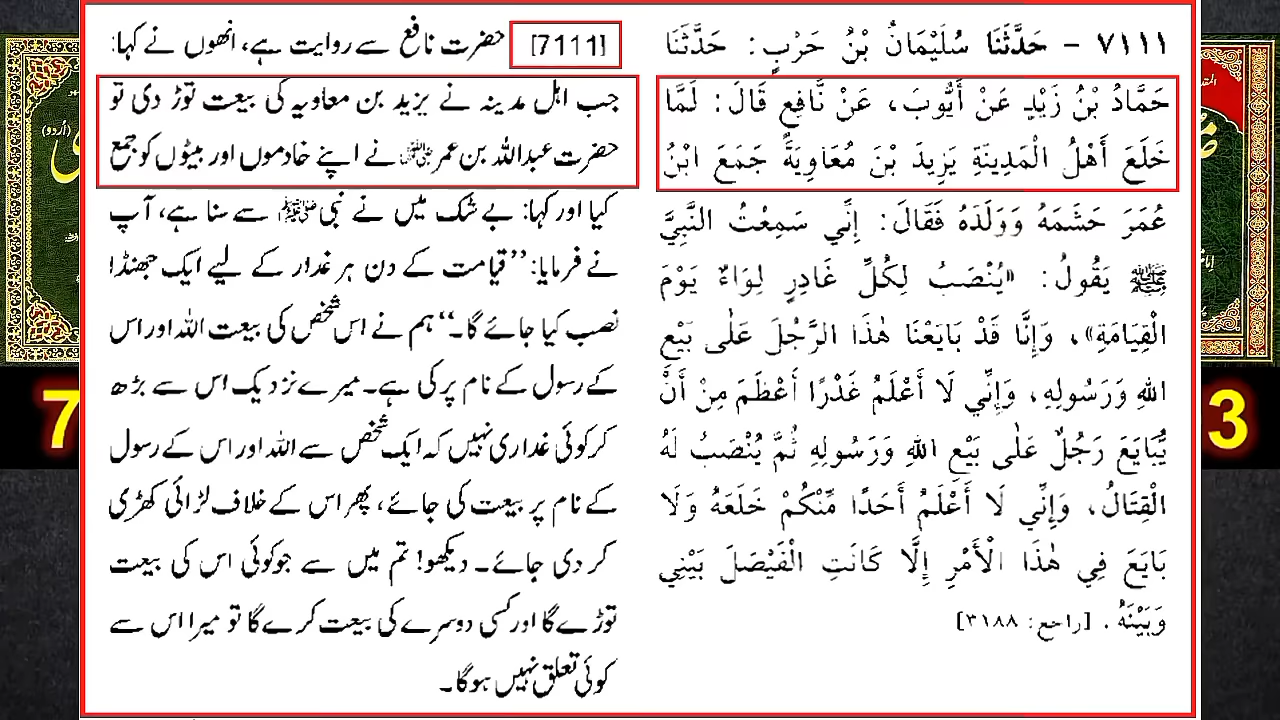 ۷۱۱۱ - حَدَّثَنَا سُلَيْمَانُ بْنُ حَرْبٍ: حَدَّثَنَا
حَمَّادُ بْنُ زَيْدٍ عَنْ أَيُّوبَ، عَنْ نَّافِعٍ قَالَ: لَمَّا
خَلَعَ أَهْلُ الْمَدِينَةِ يَزِيدَ بْنَ مُعَاوِيَةَ جَمَعَ ابْنُ
عُمَرَ حَشَمَهُ وَوَلَدَهُ فَقَالَ: إِنِّي سَمِعْتُ النَّبِيَّ
ﷺ يَقُولُ: «يُنْصَبُ لِكُلِّ غَادِرٍ لِوَاءٌ يَوْمَ
الْقِيَامَةِ»، وَإِنَّا قَدْ بَايَعْنَا هٰذَا الرَّجُلَ عَلٰى بَيْعِ
اللهِ وَرَسُولِهِ، وَإِنِّي لَا أَعْلَمُ غَدْرًا أَعْظَمَ مِنْ أَنْ
يُّبَايَعَ رَجُلٌ عَلٰى بَيْعِ اللهِ وَرَسُولِهِ ثُمَّ يُنْصَبُ لَهُ
الْقِتَالُ، وَإِنِّي لَا أَعْلَمُ أَحَدًا مِّنْكُمْ خَلَعَهُ وَلَا
بَايَعَ فِي هٰذَا الْأَمْرِ إِلَّا كَانَتِ الْفَيْصَلَ بَيْنِي
وَبَيْنَهُ. [راجع: ۳۱۸۸]
[7111] حضرت نافع سے روایت ہے، انھوں نے کہا:
جب اہل مدینہ نے یزید بن معاویہ کی بیعت توڑ دی تو
حضرت عبداللہ بن عمر رضی اللہ عنہ نے اپنے خادموں اور بیٹوں کو جمع
کیا اور کہا: بے شک میں نے نبی ﷺ سے سنا ہے، آپ
نے فرمایا: ”قیامت کے دن ہر غدار کے لیے ایک جھنڈا
نصب کیا جائے گا۔“ ہم نے اس شخص کی بیعت اللہ اور اس
کے رسول کے نام پر کی ہے۔ میرے نزدیک اس سے بڑھ
کر کوئی غداری نہیں کہ ایک شخص سے اللہ اور اس کے رسول
کے نام پر بیعت کی جائے، پھر اس کے خلاف لڑائی کھڑی
کر دی جائے۔ دیکھو! تم میں سے جو کوئی اس کی بیعت
توڑے گا اور کسی دوسرے کی بیعت کرے گا تو میرا اس سے
کوئی تعلق نہیں ہوگا۔
7
3
(اُردو)